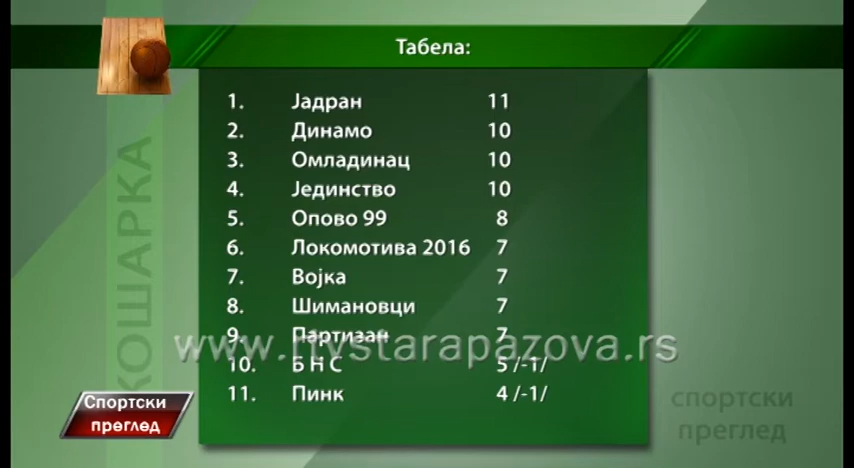 Табела:
1. Јадран 11
2. Динамо 10
3. Омладинац 10
4. Јединство 10
5. Опово 99 8
6. Локомотива 2016 7
7. Војка 7
8. Шимановци 7
9. Партизан 7
www.rtvstarapazova.rs
10. Б Н С 5 /-1/
11. Пинк 4 /-1/
КОШАРКА
Спортски
преглед
спортски
преглед